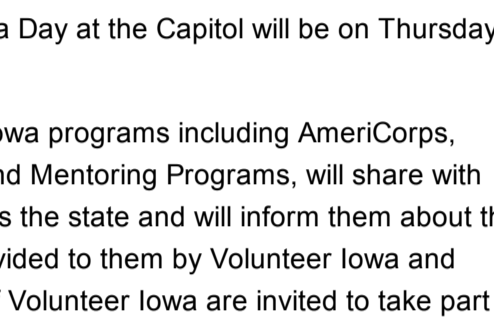 a Day at the Capitol will be on Thursday
owa programs including AmeriCorps,
nd Mentoring Programs, will share with
s the state and will inform them about th
vided to them by Volunteer Iowa and
Volunteer Iowa are invited to take part